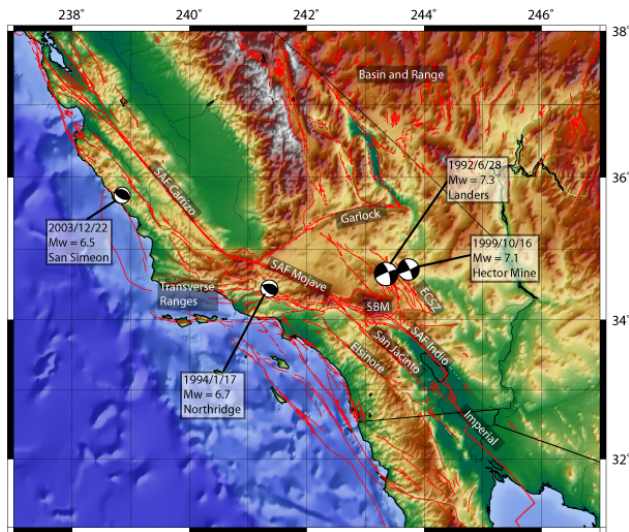 238° 240° 242° 244° 246°
38°
Basin and Range
1992/6/28
Mw = 7.3
Landers
36°
SAF Carrizo
Garlock
2003/12/22
Mw = 6.5
San Simeon
1999/10/16
Mw = 7.1
Hector Mine
SAF Mojave
Transverse
Ranges
ECSZ
SBM
34°
SAF Indio
San Jacinto
Elsinore
1994/1/17
Mw = 6.7
Northridge
Imperial
32°